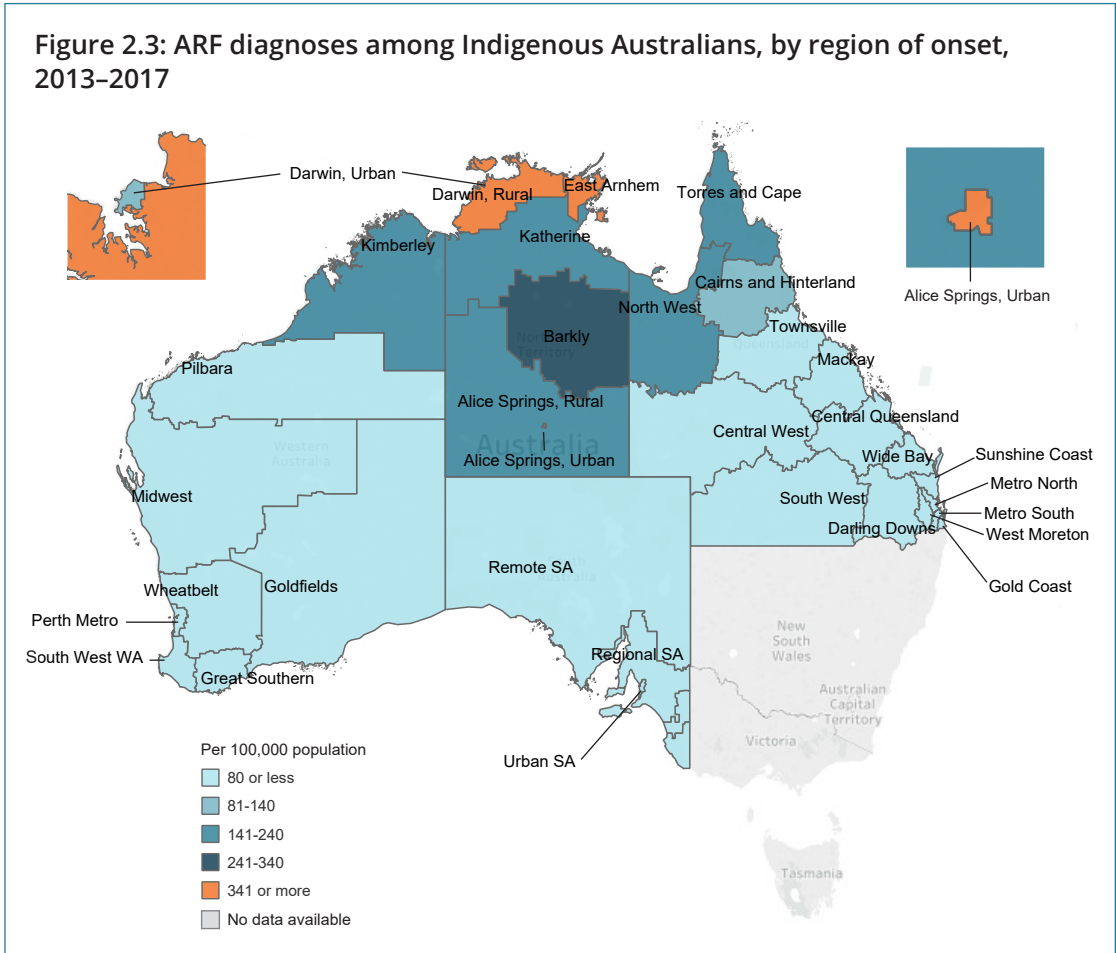 Figure 2.3: ARF diagnoses among Indigenous Australians, by region of onset,
2013–2017
Darwin, Urban
Darwin, Rural
East Arnhem
Torres and Cape
Kimberley
Katherine
Cairns and Hinterland
Alice Springs, Urban
North West
Townsville
Queensland
Barkly
Northern
Territory
Mackay
Pilbara
Alice Springs, Rural
Central Queensland
Central West
Western
Australia
Australia
Alice Springs, Urban
Wide Bay
Sunshine Coast
Metro North
Midwest
South West
Metro South
Darling Downs
West Moreton
Remote SA
South
Australia
Wheatbelt
Goldfields
Gold Coast
Perth Metro
New
South
Wales
South West WA
Regional SA
Great Southern
Australian
Capital
Territory
Victoria
Urban SA
Per 100,000 population
80 or less
81-140
141-240
241-340
341 or more
No data available
Tasmania